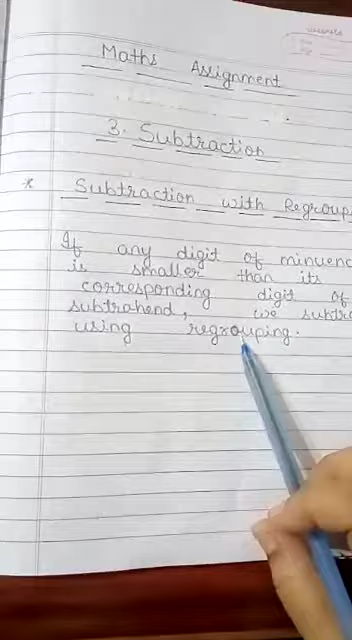 Maths Assignment
3. Subtraction
* Subtraction with Regroup
If any digit of minuend
is smaller than its
corresponding digit of
subtrahend, we subtra
using regrouping.